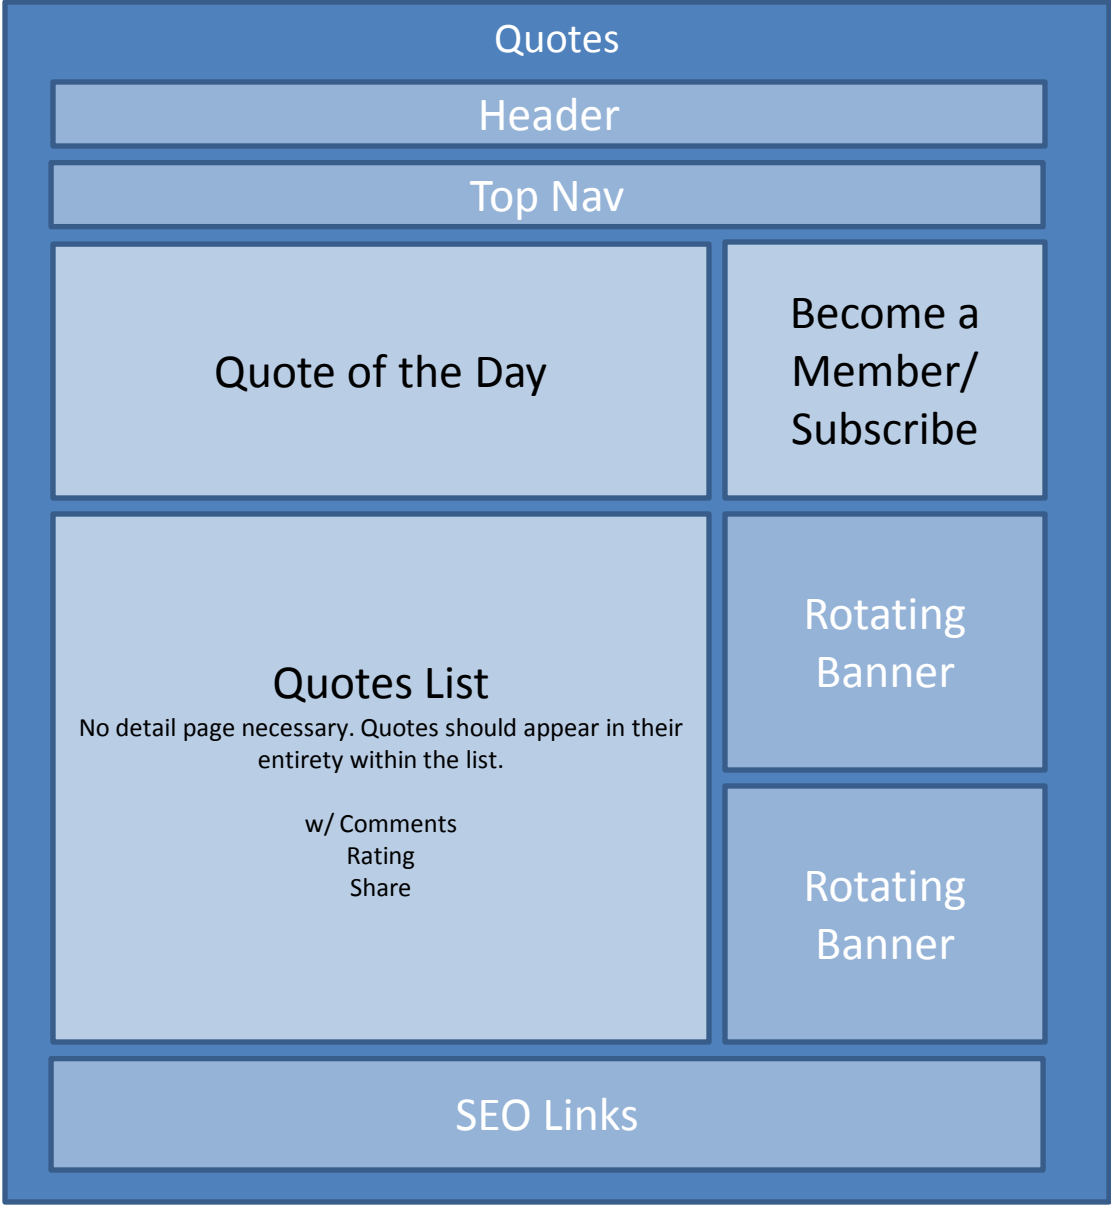 Quotes
Header
Top Nav
Quote of the Day
Become a
Member/
Subscribe
Quotes List
No detail page necessary. Quotes should appear in their
entirety within the list.
w/ Comments
Rating
Share
Rotating
Banner
Rotating
Banner
SEO Links